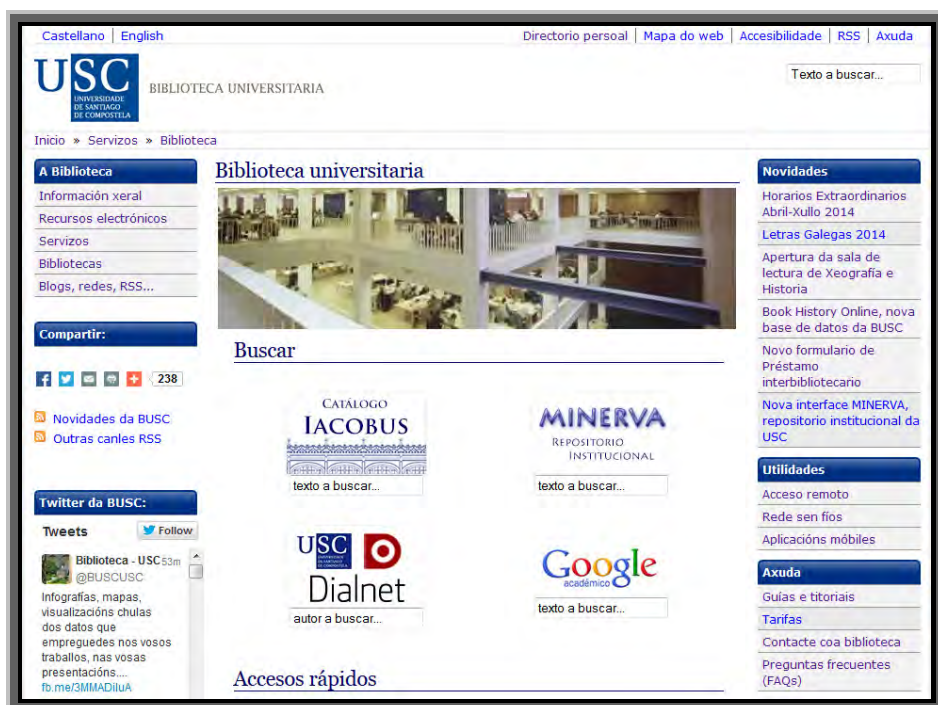 Castellano | English
Directorio persoal | Mapa do web | Accesibilidade | RSS | Axuda
USC
UNIVERSIDADE
DE SANTIAGO
DE COMPOSTELA
BIBLIOTECA UNIVERSITARIA
Texto a buscar...
Inicio » Servizos » Biblioteca
A Biblioteca
Información xeral
Recursos electrónicos
Servizos
Bibliotecas
Blogs, redes, RSS...
Compartir:
238
Novidades da BUSC
Outras canles RSS
Twitter da BUSC:
Tweets
Follow
Biblioteca - USC 53m
@BUSCUSC
Infografías, mapas,
visualizacións chulas
dos datos que
empreguedes nos vosos
traballos, nas vosas
presentacións....
fb.me/3MMADiluA
Biblioteca universitaria
Buscar
CATÁLOGO
IACOBUS
texto a buscar...
MINERVA
REPOSITORIO
INSTITUCIONAL
texto a buscar...
USC
Dialnet
autor a buscar...
Google
académico
texto a buscar...
Accesos rápidos
Novidades
Horarios Extraordinarios
Abril-Xullo 2014
Letras Galegas 2014
Apertura da sala de
lectura de Xeografía e
Historia
Book History Online, nova
base de datos da BUSC
Novo formulario de
Préstamo
interbibliotecario
Nova interface MINERVA,
repositorio institucional da
USC
Utilidades
Acceso remoto
Rede sen fíos
Aplicacións móbiles
Axuda
Guías e titoriais
Tarifas
Contacte coa biblioteca
Preguntas frecuentes
(FAQs)